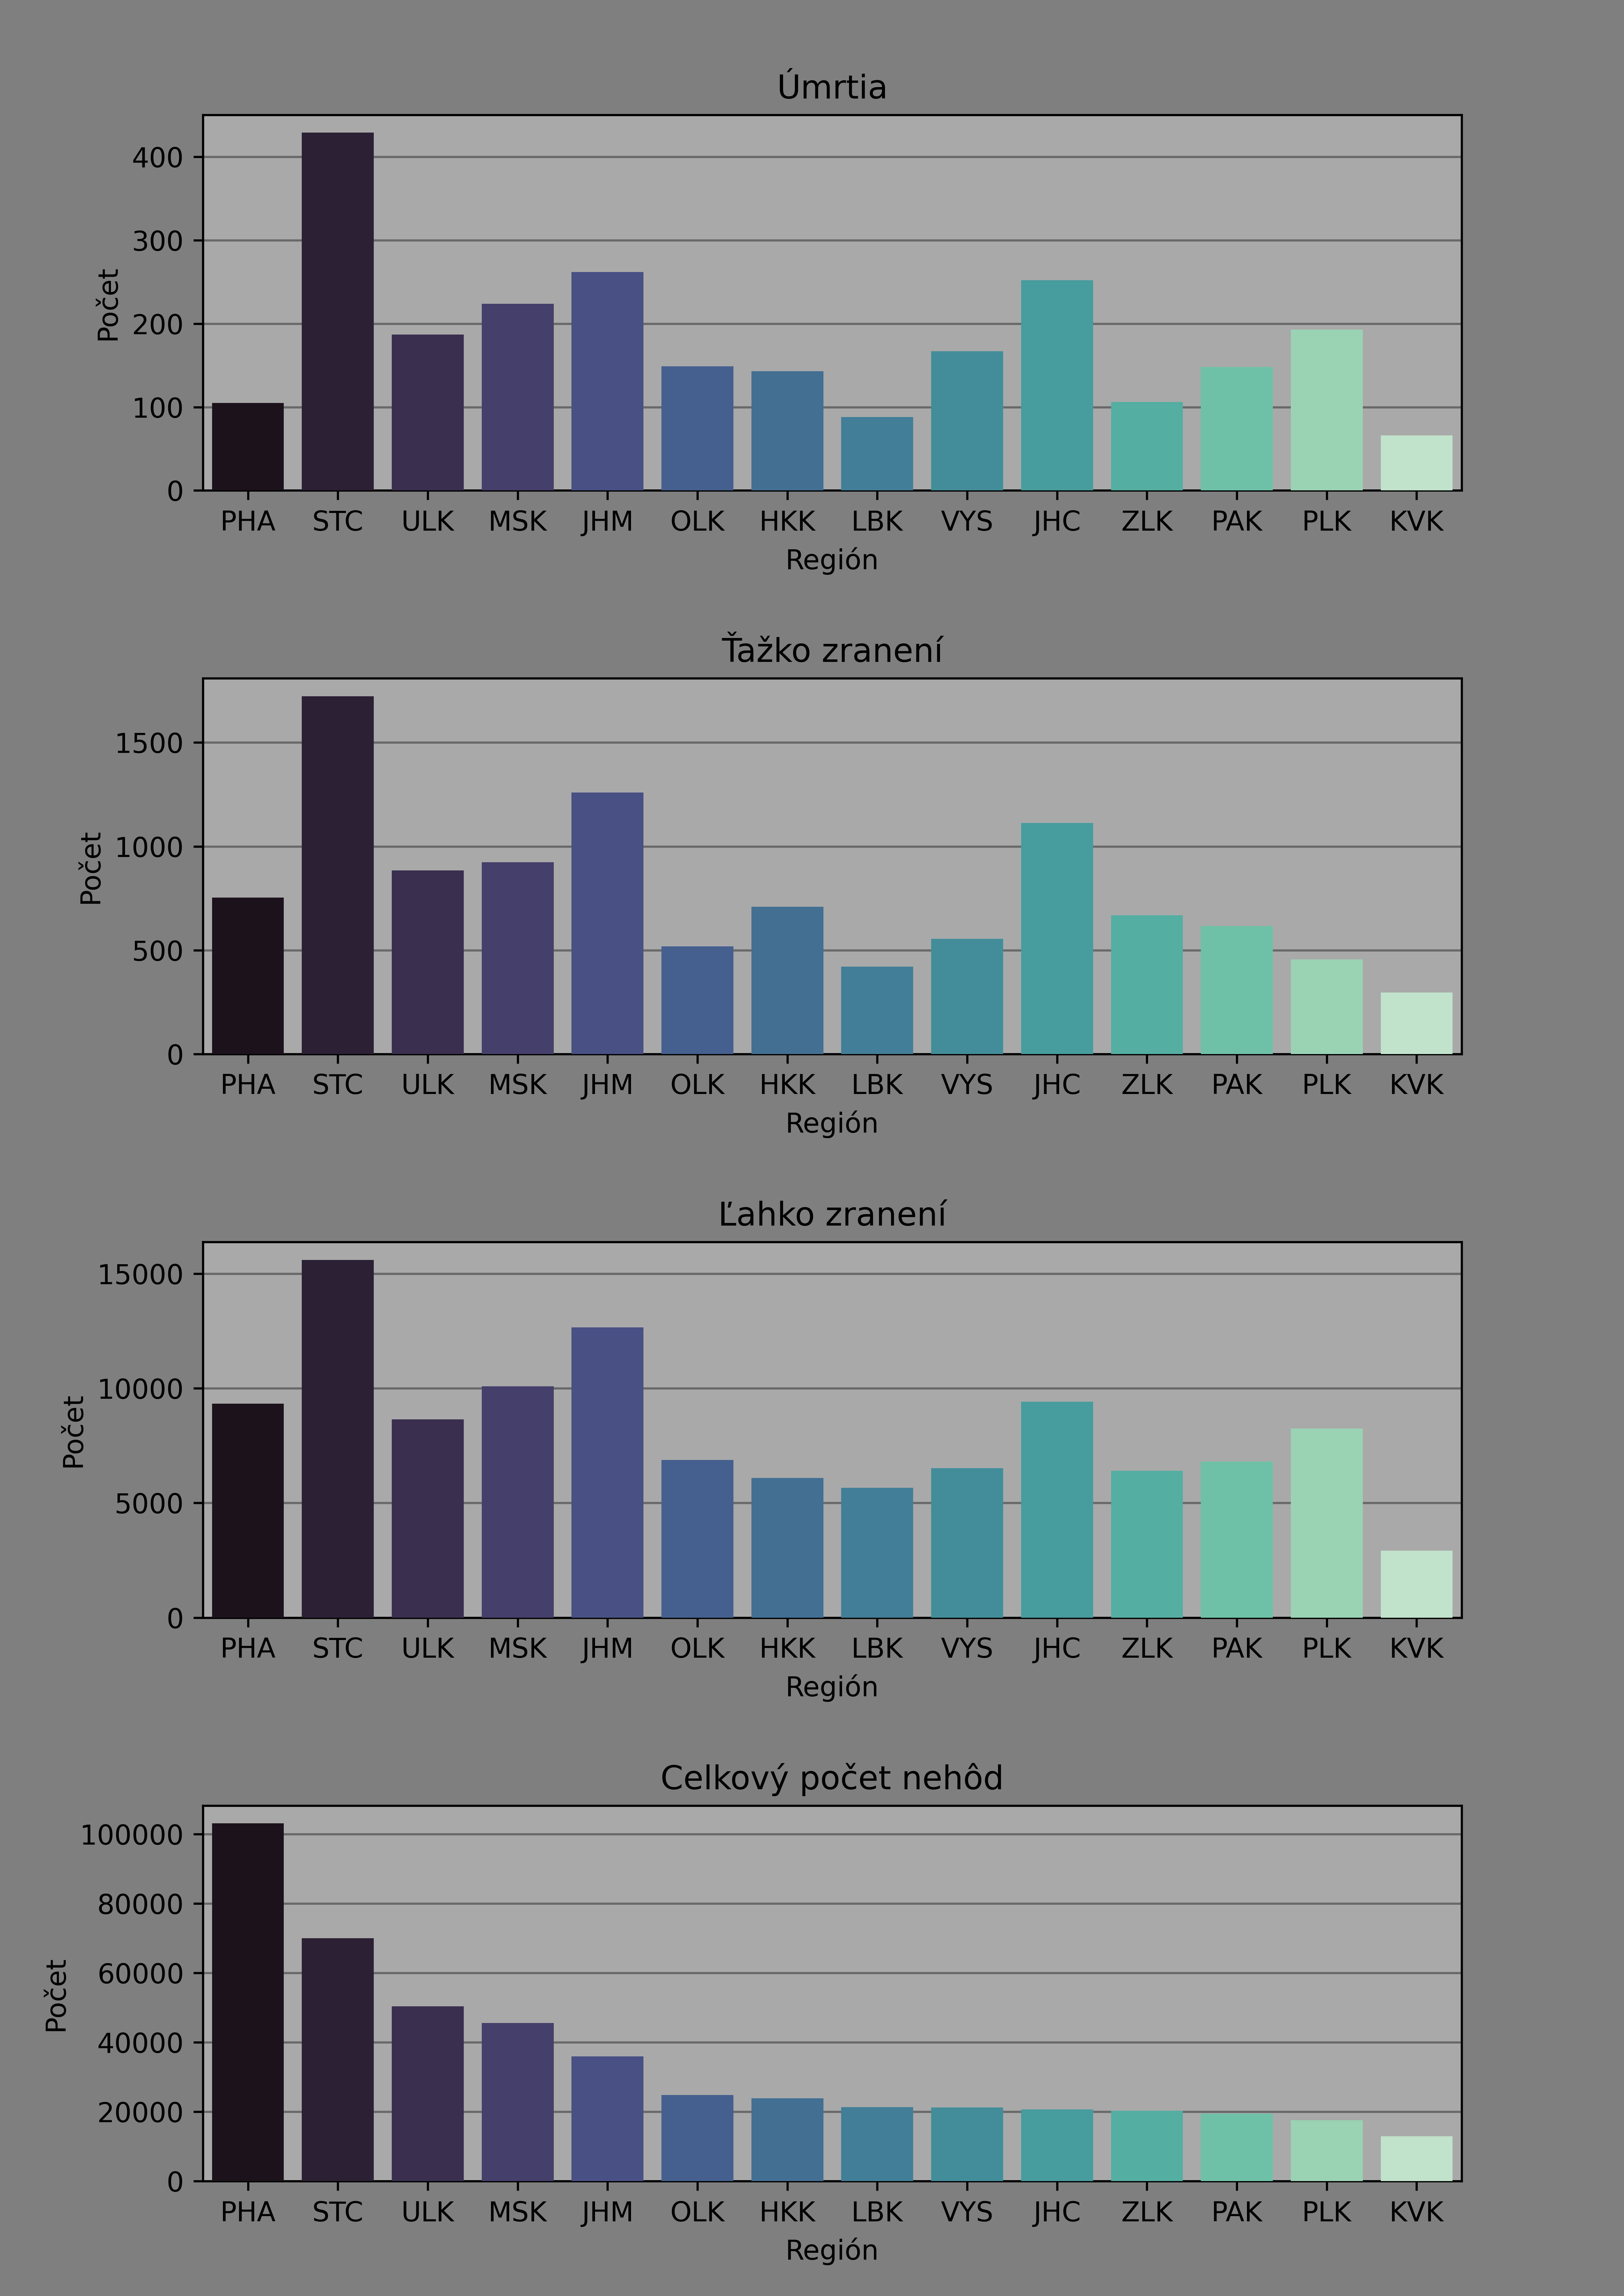 Úmrtia
Počet
400
300
200
100
0
PHA STC ULK MSK JHM OLK HKK LBK VYS JHC ZLK PAK PLK KVK
Región
Ťažko zranení
Počet
1500
1000
500
0
PHA STC ULK MSK JHM OLK HKK LBK VYS JHC ZLK PAK PLK KVK
Región
Ľahko zranení
Počet
15000
10000
5000
0
PHA STC ULK MSK JHM OLK HKK LBK VYS JHC ZLK PAK PLK KVK
Región
Celkový počet nehôd
Počet
100000
80000
60000
40000
20000
0
PHA STC ULK MSK JHM OLK HKK LBK VYS JHC ZLK PAK PLK KVK
Región